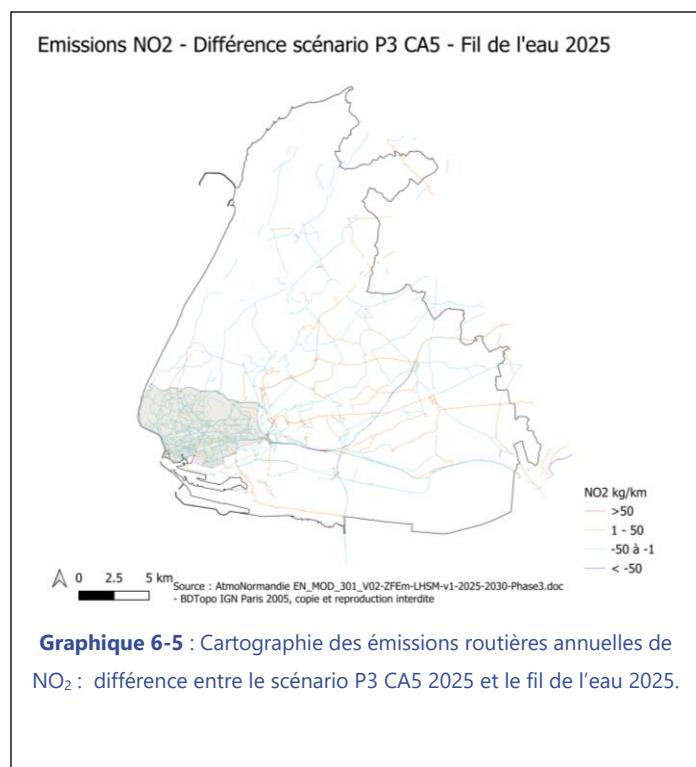 Emissions NO2 - Différence scénario P3 CA5 - Fil de l'eau 2025
NO2 kg/km
>50
1 - 50
-50 à -1
< -50
0 2.5 5 km
Source : AtmoNormandie EN_MOD_301_V02-ZFEm-LHSM-v1-2025-2030-Phase3.doc
- BDTopo IGN Paris 2005, copie et reproduction interdite
Graphique 6-5 : Cartographie des émissions routières annuelles de
NO₂ : différence entre le scénario P3 CA5 2025 et le fil de l'eau 2025.